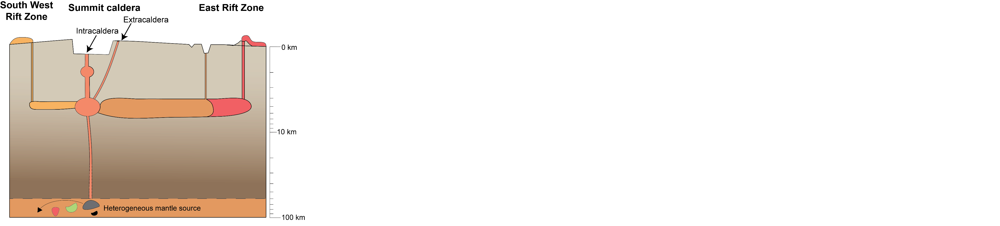 South West
Rift Zone
Summit caldera
East Rift Zone
Extracaldera
Intracaldera
0 km
10 km
Heterogeneous mantle source
100 km